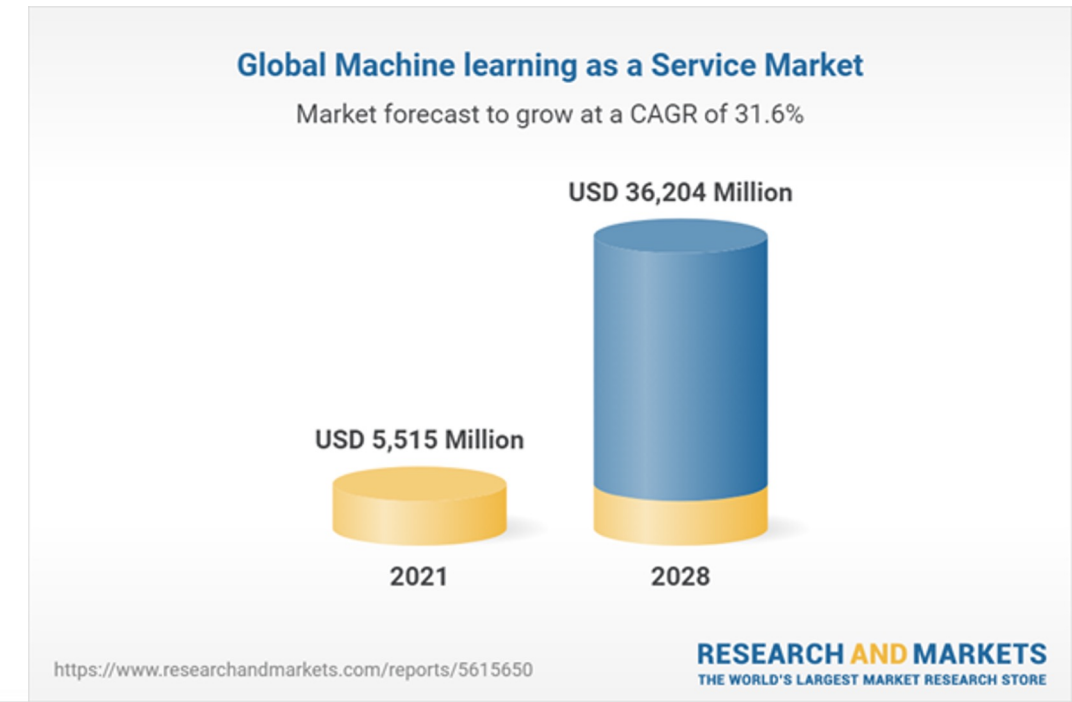 Global Machine learning as a Service Market
Market forecast to grow at a CAGR of 31.6%
USD 36,204 Million
USD 5,515 Million
2021
2028
https://www.researchandmarkets.com/reports/5615650
RESEARCH AND MARKETS
THE WORLD'S LARGEST MARKET RESEARCH STORE